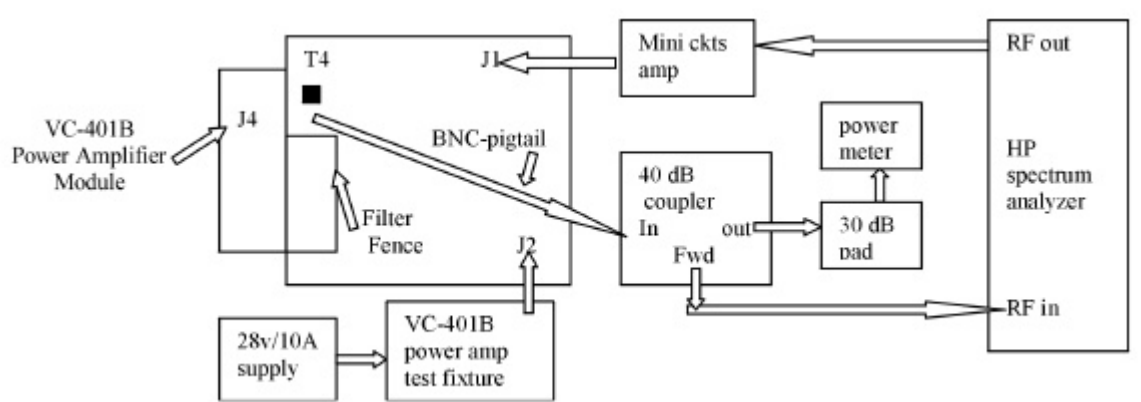 T4
J1
Mini ckts
amp
RF out
VC-401B
Power Amplifier
Module
J4
BNC-pigtail
Filter
Fence
J2
40 dB
coupler
In
out
Fwd
power
meter
30 dB
pad
HP
spectrum
analyzer
RF in
28v/10A
supply
VC-401B
power amp
test fixture